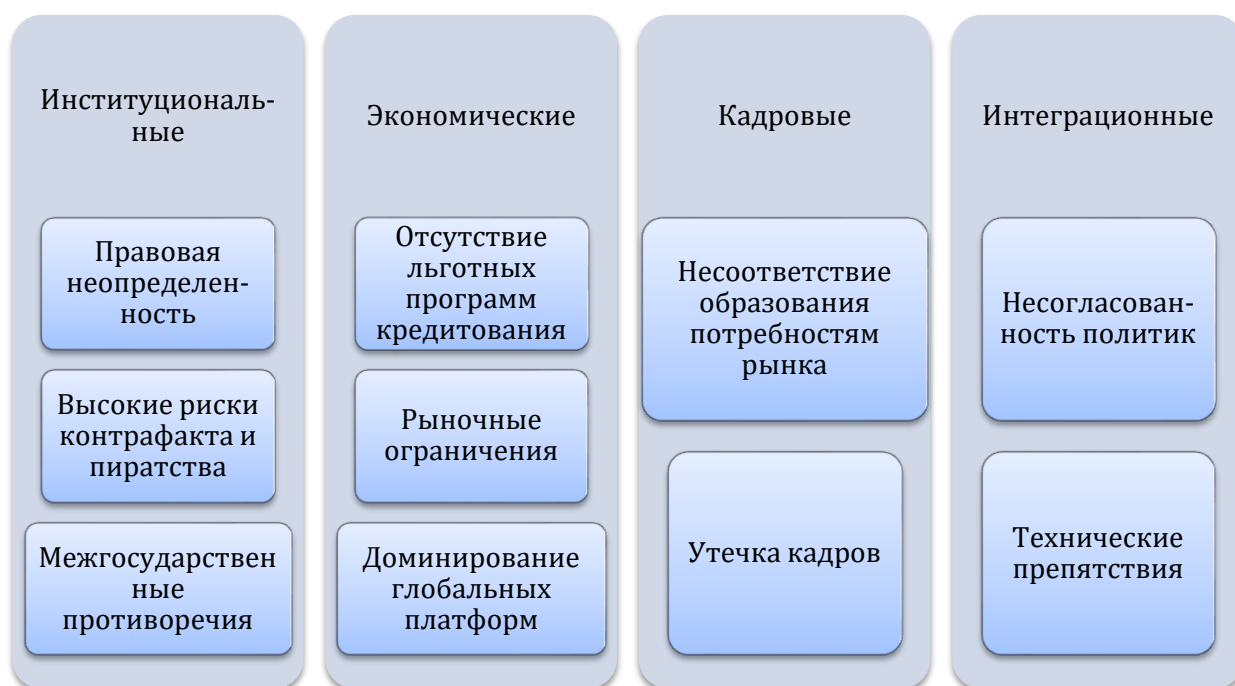 Институциональ-
ные
Правовая
неопределен-
ность
Высокие риски
контрафакта и
пиратства
Межгосударствен
ные
противоречия
Экономические
Отсутствие
льготных
программ
кредитования
Рыночные
ограничения
Доминирование
глобальных
платформ
Кадровые
Несоответствие
образования
потребностям
рынка
Утечка кадров
Интеграционные
Несогласован-
ность политик
Технические
препятствия